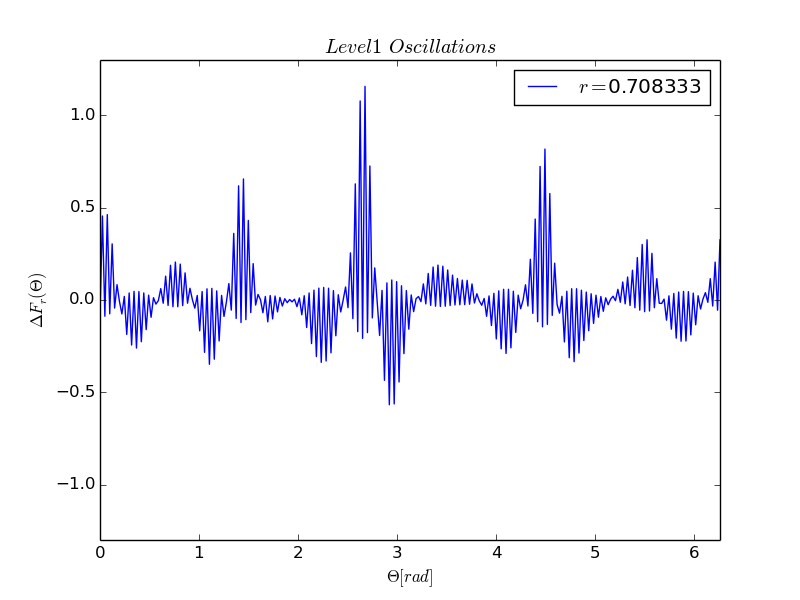 Level1 Oscillations
r=0.708333
1.0
0.5
0.0
−0.5
−1.0
ΔF_r(Θ)
0 1 2 3 4 5 6
Θ[rad]